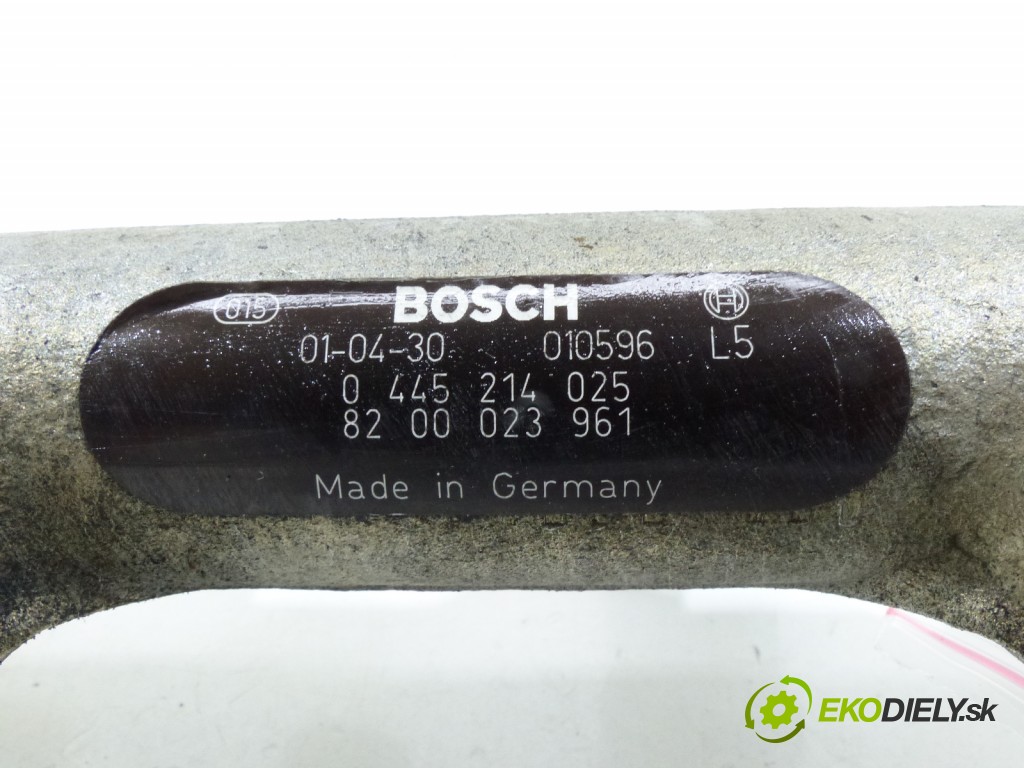 015 BOSCH
01-04-30 010596 L5
0 445 214 025
82 00 023 961
Made in Germany
EKODIELY.sk